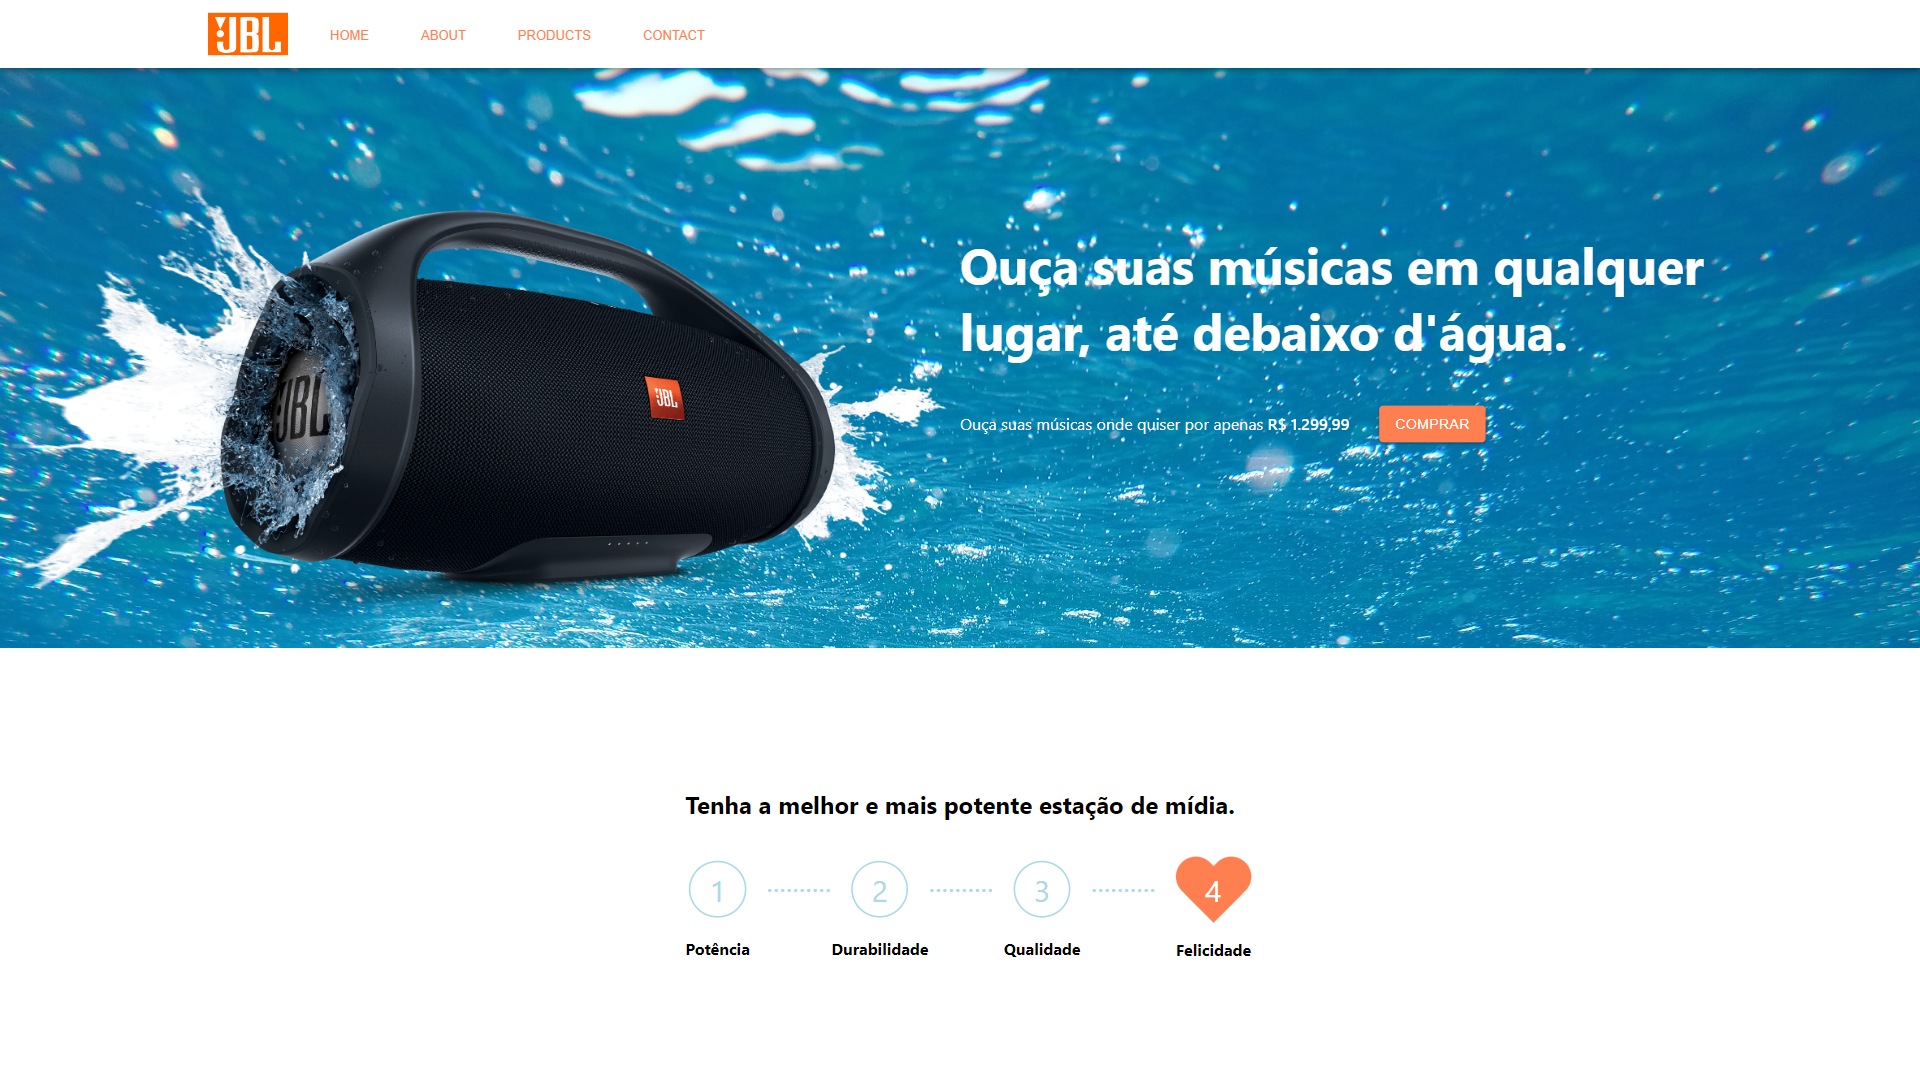 JBL
HOME
ABOUT
PRODUCTS
CONTACT
JBL
JBL
Ouça suas músicas em qualquer
lugar, até debaixo d'água.
Ouça suas músicas onde quiser por apenas R$ 1.299,99
COMPRAR
Tenha a melhor e mais potente estação de mídia.
1
2
3
4
Potência
Durabilidade
Qualidade
Felicidade